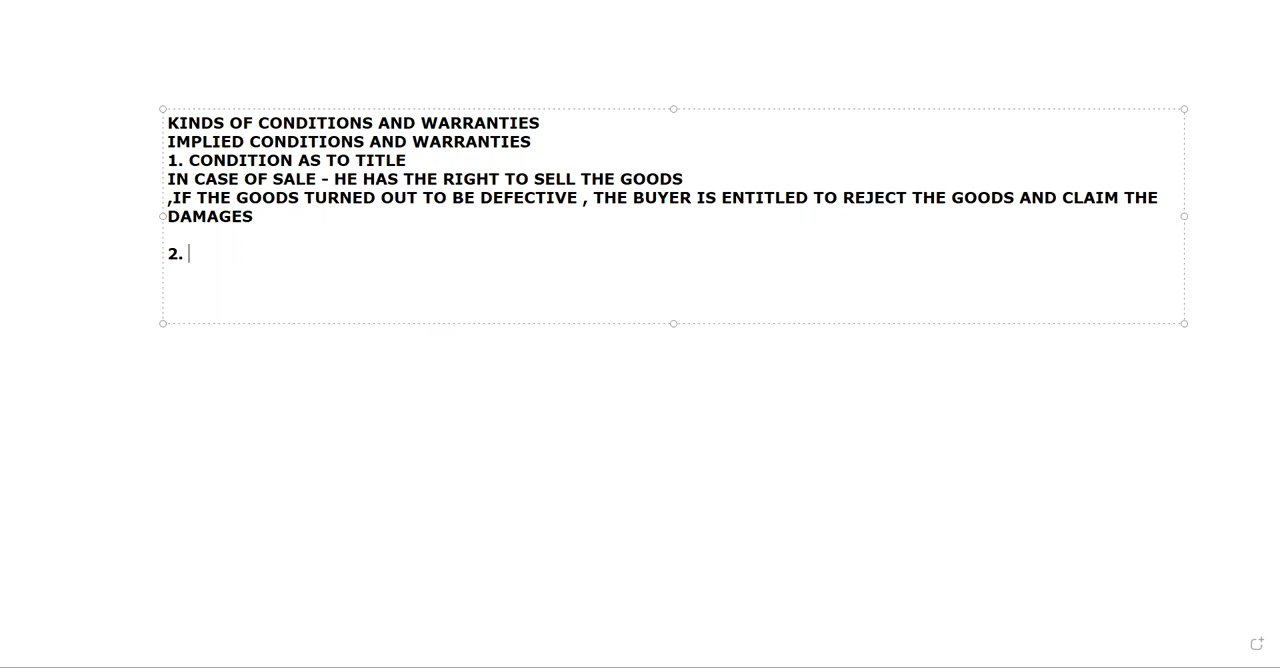 KINDS OF CONDITIONS AND WARRANTIES
IMPLIED CONDITIONS AND WARRANTIES
1. CONDITION AS TO TITLE
IN CASE OF SALE - HE HAS THE RIGHT TO SELL THE GOODS
,IF THE GOODS TURNED OUT TO BE DEFECTIVE , THE BUYER IS ENTITLED TO REJECT THE GOODS AND CLAIM THE
DAMAGES
2.